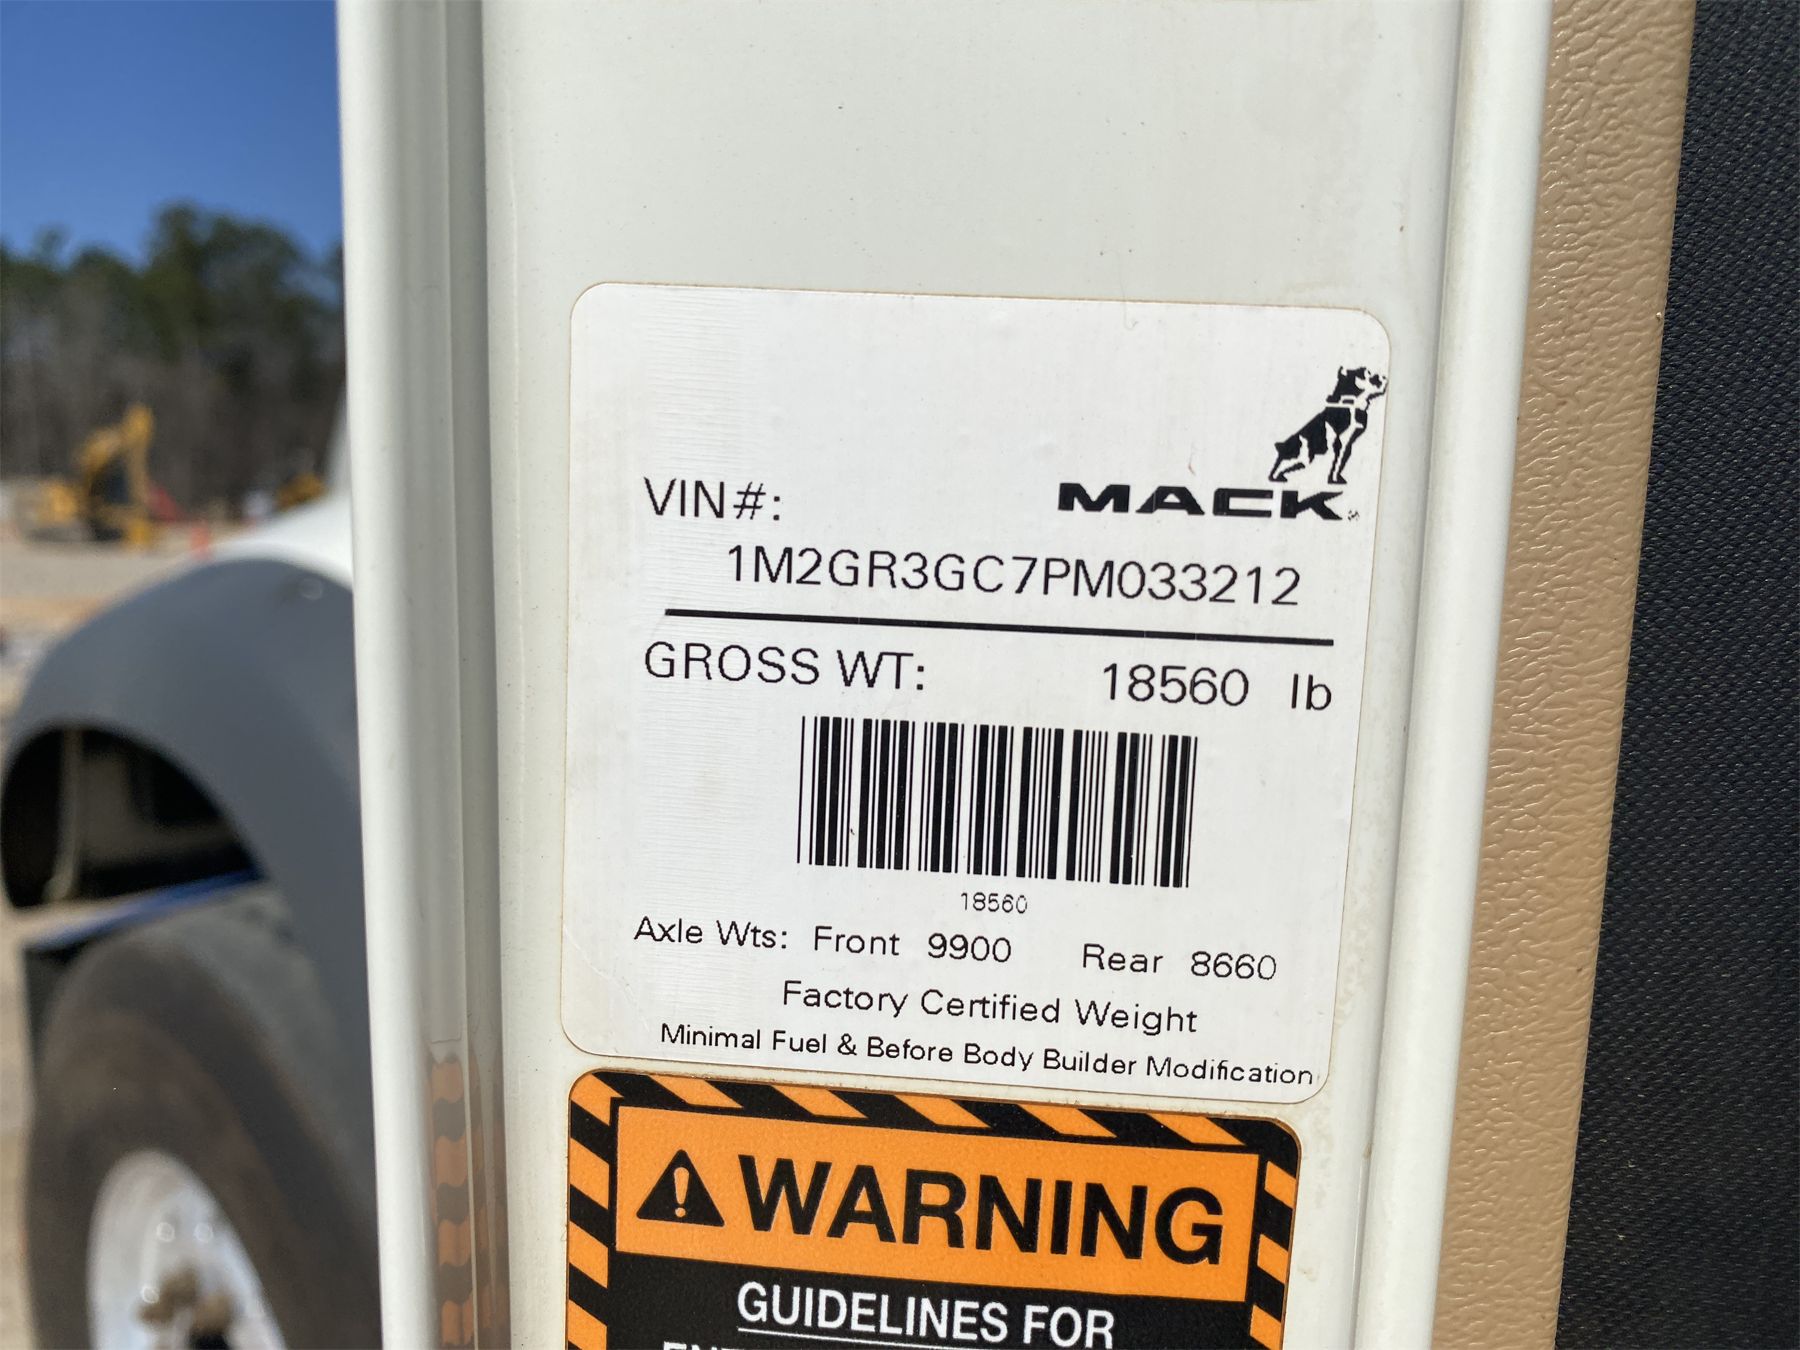 MACK
VIN#:
1M2GR3GC7PM033212
GROSS WT: 18560 lb
18560
Axle Wts: Front 9900 Rear 8660
Factory Certified Weight
Minimal Fuel & Before Body Builder Modification
WARNING
GUIDELINES FOR